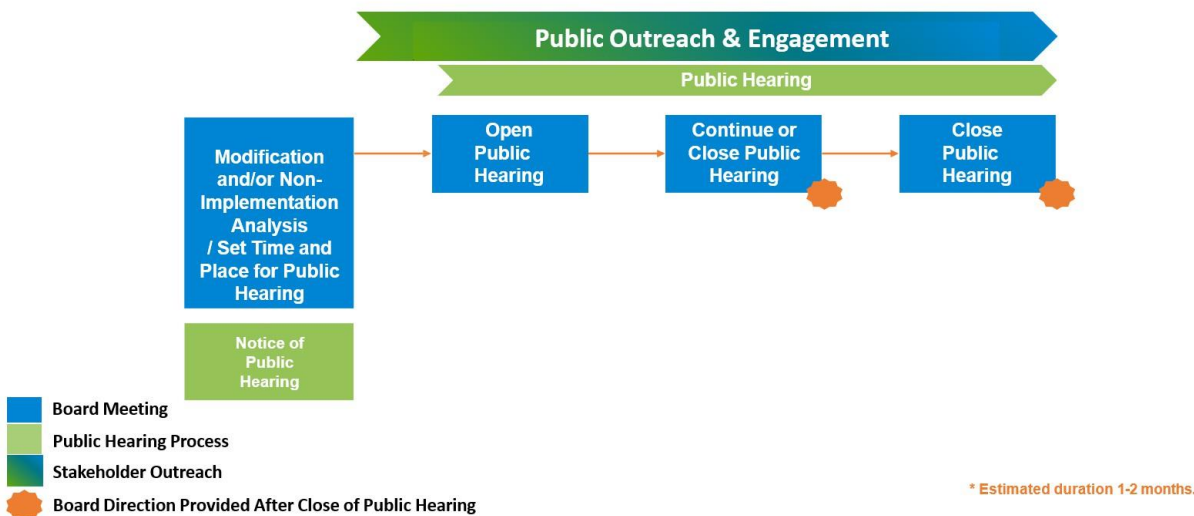 Public Outreach & Engagement
Public Hearing
Modification
and/or Non-
Implementation
Analysis
/ Set Time and
Place for Public
Hearing
Open
Public
Hearing
Continue or
Close Public
Hearing
Close
Public
Hearing
Notice of
Public
Hearing
Board Meeting
Public Hearing Process
Stakeholder Outreach
Board Direction Provided After Close of Public Hearing
* Estimated duration 1-2 months.